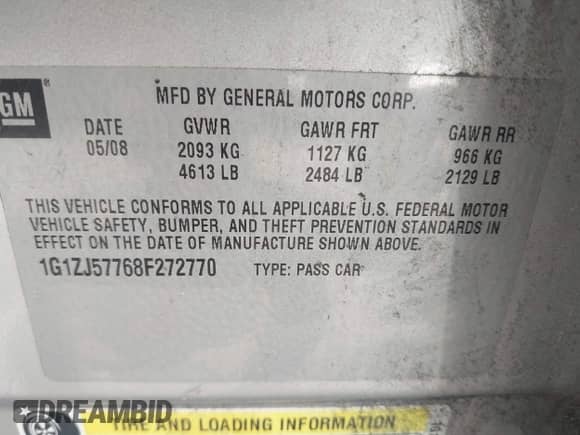 GM ®
MFD BY GENERAL MOTORS CORP.
DATE GVWR GAWR FRT GAWR RR
05/08 2093 KG 1127 KG 966 KG
4613 LB 2484 LB 2129 LB
THIS VEHICLE CONFORMS TO ALL APPLICABLE U.S. FEDERAL MOTOR
VEHICLE SAFETY, BUMPER, AND THEFT PREVENTION STANDARDS IN
EFFECT ON THE DATE OF MANUFACTURE SHOWN ABOVE.
1G1ZJ57768F272770 TYPE: PASS CAR
DREAMBID
TIRE AND LOADING INFORMATION